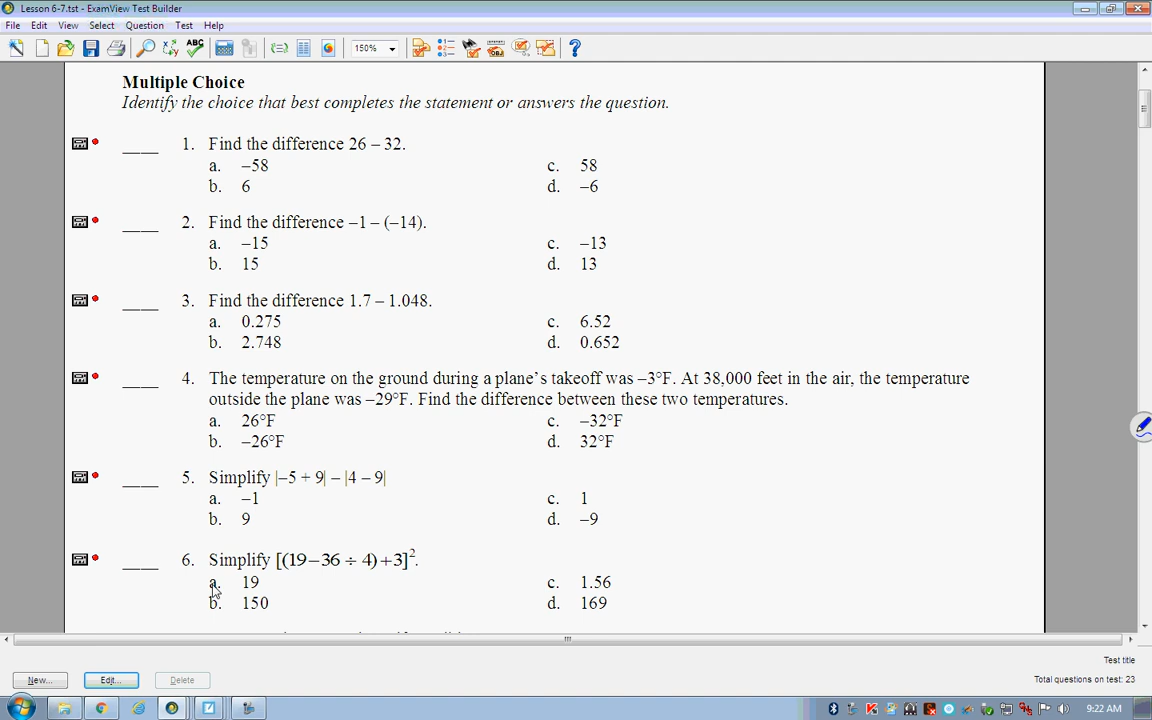 Lesson 6-7.tst - ExamView Test Builder
File Edit View Select Question Test Help
ABC 150% OBJ ?
Multiple Choice
Identify the choice that best completes the statement or answers the question.
____ 1. Find the difference 26 – 32.
a. –58 c. 58
b. 6 d. –6
____ 2. Find the difference –1 – (–14).
a. –15 c. –13
b. 15 d. 13
____ 3. Find the difference 1.7 – 1.048.
a. 0.275 c. 6.52
b. 2.748 d. 0.652
____ 4. The temperature on the ground during a plane's takeoff was –3°F. At 38,000 feet in the air, the temperature
outside the plane was –29°F. Find the difference between these two temperatures.
a. 26°F c. –32°F
b. –26°F d. 32°F
____ 5. Simplify |–5 + 9| – |4 – 9|
a. –1 c. 1
b. 9 d. –9
____ 6. Simplify [(19–36 ÷ 4)+3]².
a. 19 c. 1.56
b. 150 d. 169
Test title
New... Edit... Delete Total questions on test: 23
9:22 AM